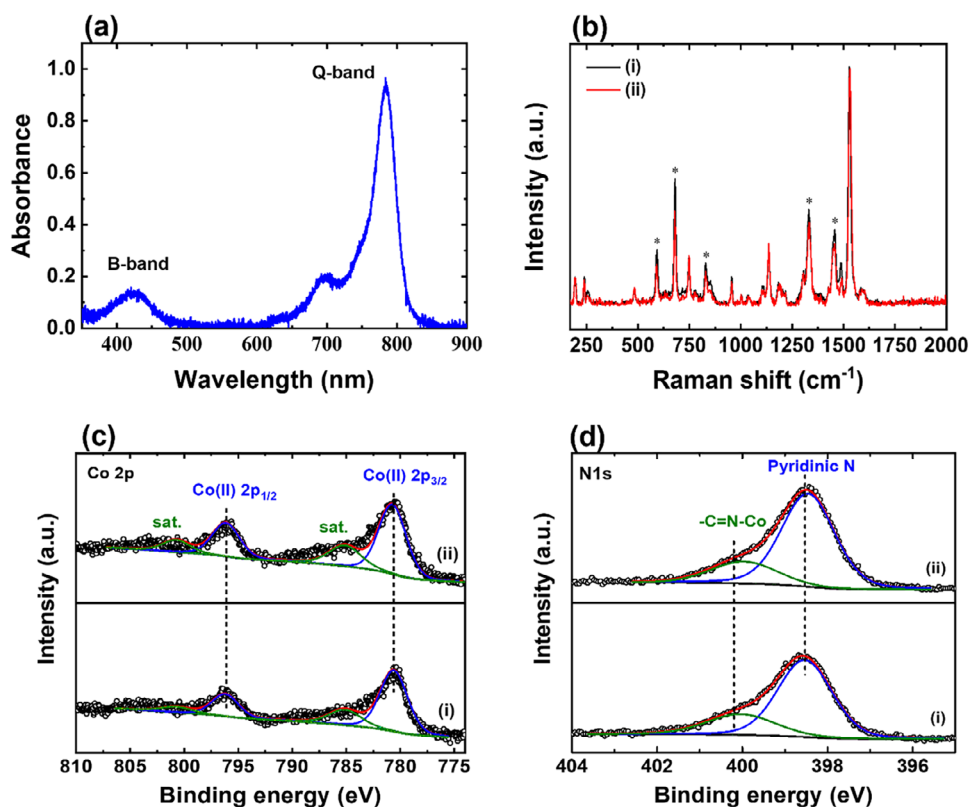 (a)
Q-band
B-band
1.0
0.8
0.6
0.4
0.2
0.0
Absorbance
400 500 600 700 800 900
Wavelength (nm)
(b)
(i)
(ii)
* * * * *
Intensity (a.u.)
250 500 750 1000 1250 1500 1750 2000
Raman shift (cm⁻¹)
(c)
Co 2p
Co(II) 2p₁/₂
Co(II) 2p₃/₂
sat.
sat.
(ii)
(i)
Intensity (a.u.)
810 805 800 795 790 785 780 775
Binding energy (eV)
(d)
N1s
Pyridinic N
-C=N-Co
(ii)
(i)
Intensity (a.u.)
404 402 400 398 396
Binding energy (eV)